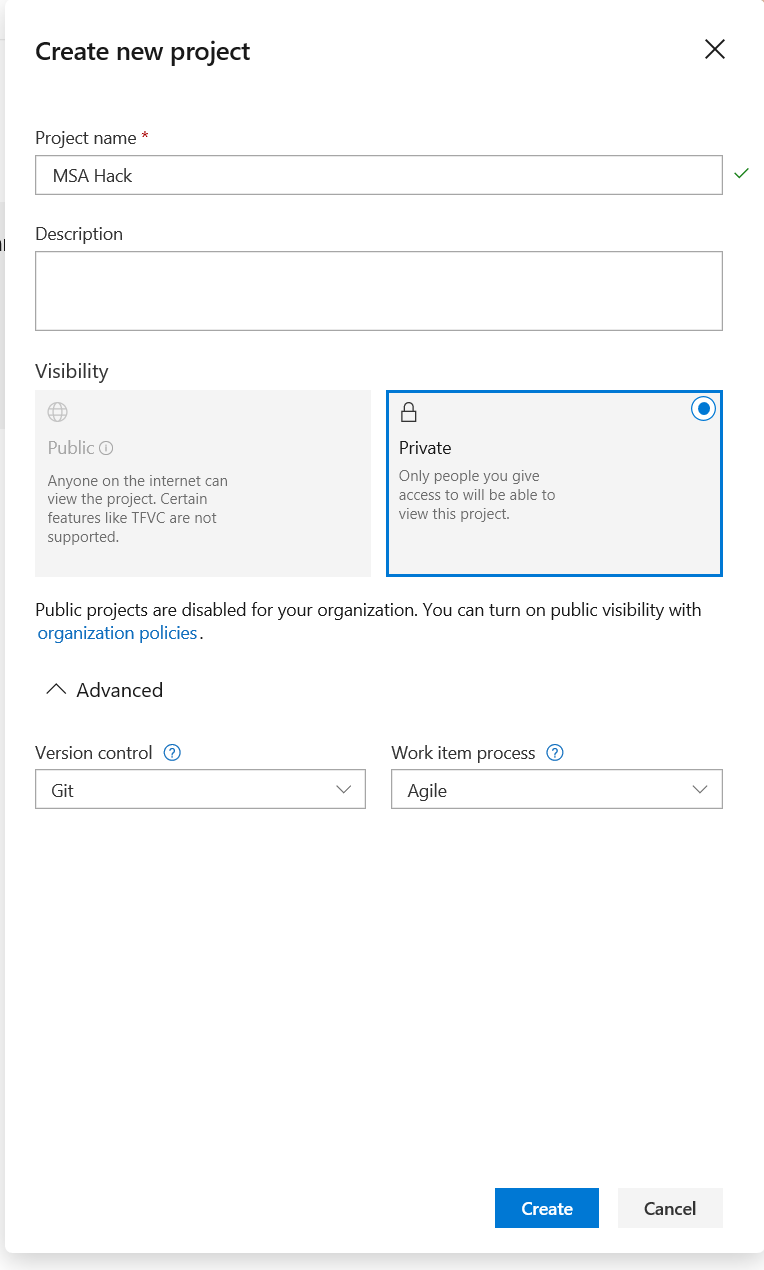 Create new project
Project name *
MSA Hack
Description
Visibility
Public
Anyone on the internet can
view the project. Certain
features like TFVC are not
supported.
Private
Only people you give
access to will be able to
view this project.
Public projects are disabled for your organization. You can turn on public visibility with
organization policies.
Advanced
Version control ?
Work item process ?
Git
Agile
Create
Cancel